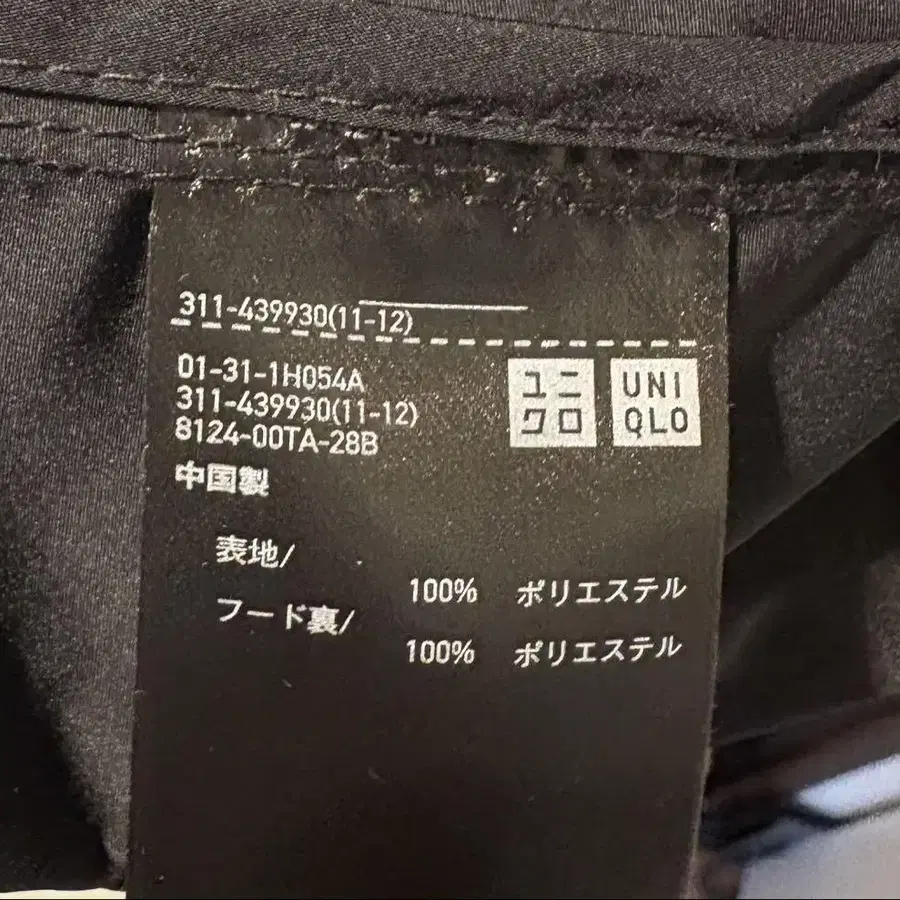 311-439930(11-12)
01-31-1H054A
311-439930(11-12)
8124-00TA-28B
中国製
ユニ
クロ
UNI
QLO
表地/
100% ポリエステル
フード裏/
100% ポリエステル